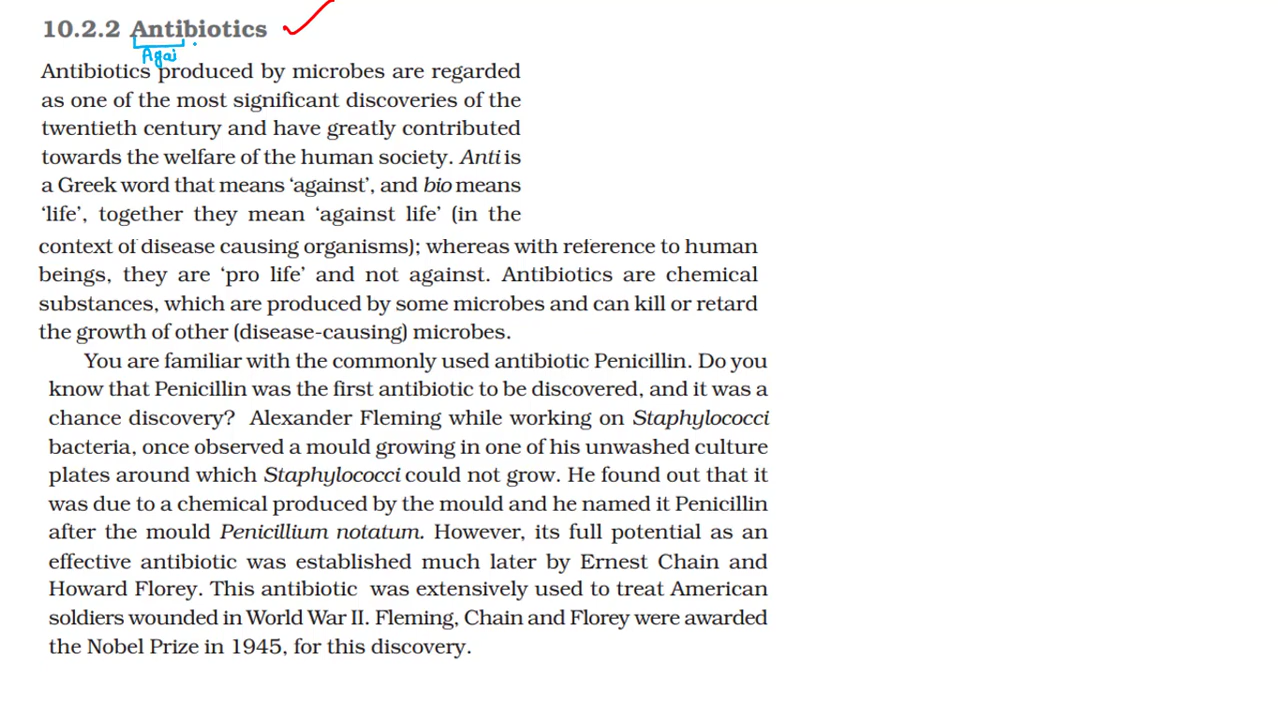 10.2.2 Antibiotics
Agai
Antibiotics produced by microbes are regarded
as one of the most significant discoveries of the
twentieth century and have greatly contributed
towards the welfare of the human society. Anti is
a Greek word that means ‘against’, and bio means
‘life’, together they mean ‘against life’ (in the
context of disease causing organisms); whereas with reference to human
beings, they are ‘pro life’ and not against. Antibiotics are chemical
substances, which are produced by some microbes and can kill or retard
the growth of other (disease-causing) microbes.
You are familiar with the commonly used antibiotic Penicillin. Do you
know that Penicillin was the first antibiotic to be discovered, and it was a
chance discovery? Alexander Fleming while working on Staphylococci
bacteria, once observed a mould growing in one of his unwashed culture
plates around which Staphylococci could not grow. He found out that it
was due to a chemical produced by the mould and he named it Penicillin
after the mould Penicillium notatum. However, its full potential as an
effective antibiotic was established much later by Ernest Chain and
Howard Florey. This antibiotic was extensively used to treat American
soldiers wounded in World War II. Fleming, Chain and Florey were awarded
the Nobel Prize in 1945, for this discovery.